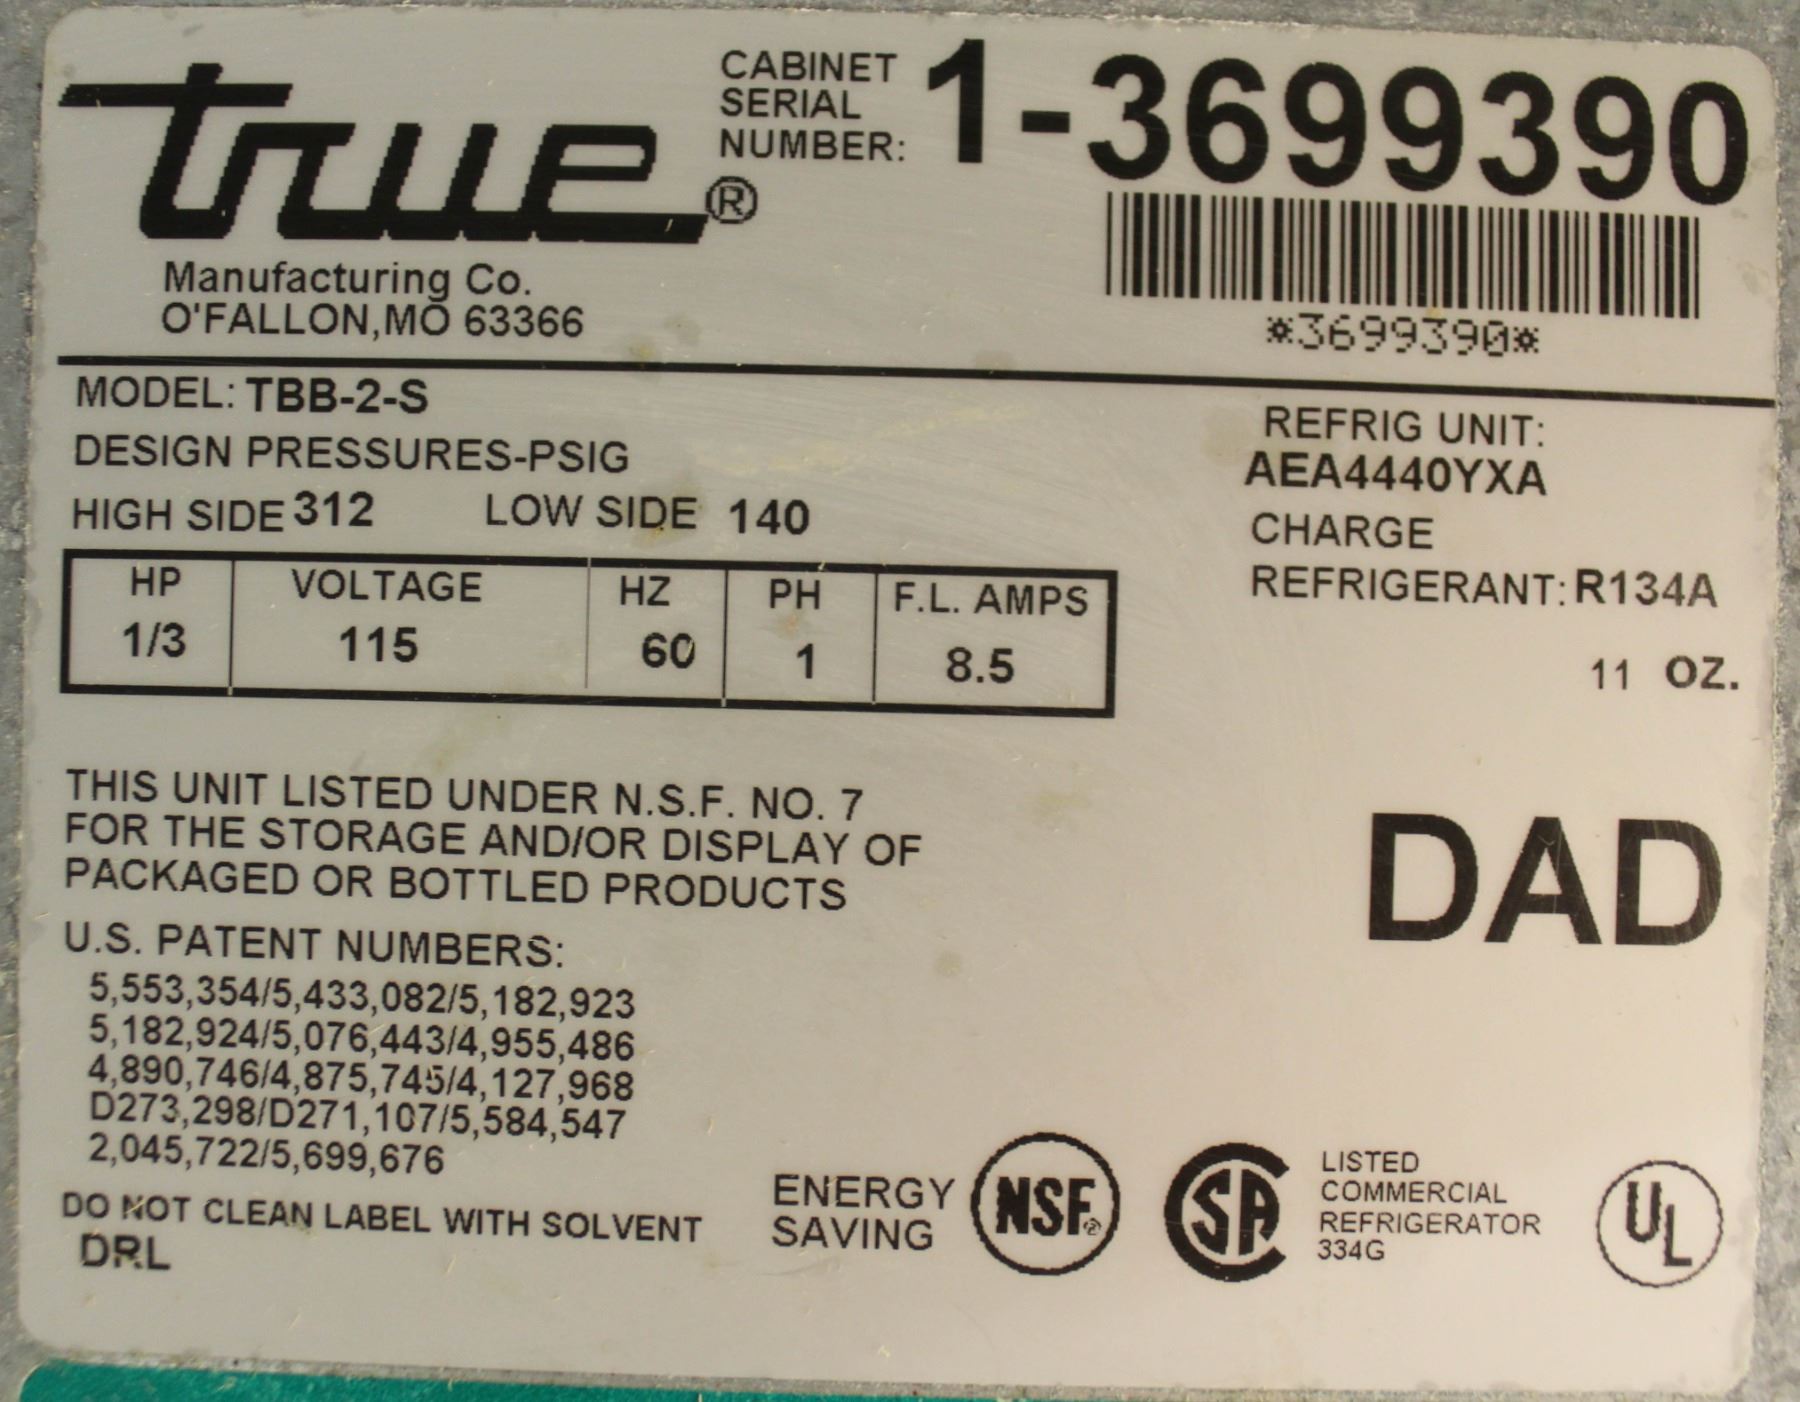 true®
Manufacturing Co.
O'FALLON,MO 63366
CABINET
SERIAL
NUMBER:
1-3699390
*3699390*
MODEL: TBB-2-S
DESIGN PRESSURES-PSIG
HIGH SIDE 312 LOW SIDE 140
REFRIG UNIT:
AEA4440YXA
CHARGE
REFRIGERANT: R134A
11 OZ.
HP VOLTAGE HZ PH F.L. AMPS
1/3 115 60 1 8.5
THIS UNIT LISTED UNDER N.S.F. NO. 7
FOR THE STORAGE AND/OR DISPLAY OF
PACKAGED OR BOTTLED PRODUCTS
DAD
U.S. PATENT NUMBERS:
5,553,354/5,433,082/5,182,923
5,182,924/5,076,443/4,955,486
4,890,746/4,875,745/4,127,968
D273,298/D271,107/5,584,547
2,045,722/5,699,676
DO NOT CLEAN LABEL WITH SOLVENT
DRL
ENERGY
SAVING
NSF®
SA
LISTED
COMMERCIAL
REFRIGERATOR
334G
UL